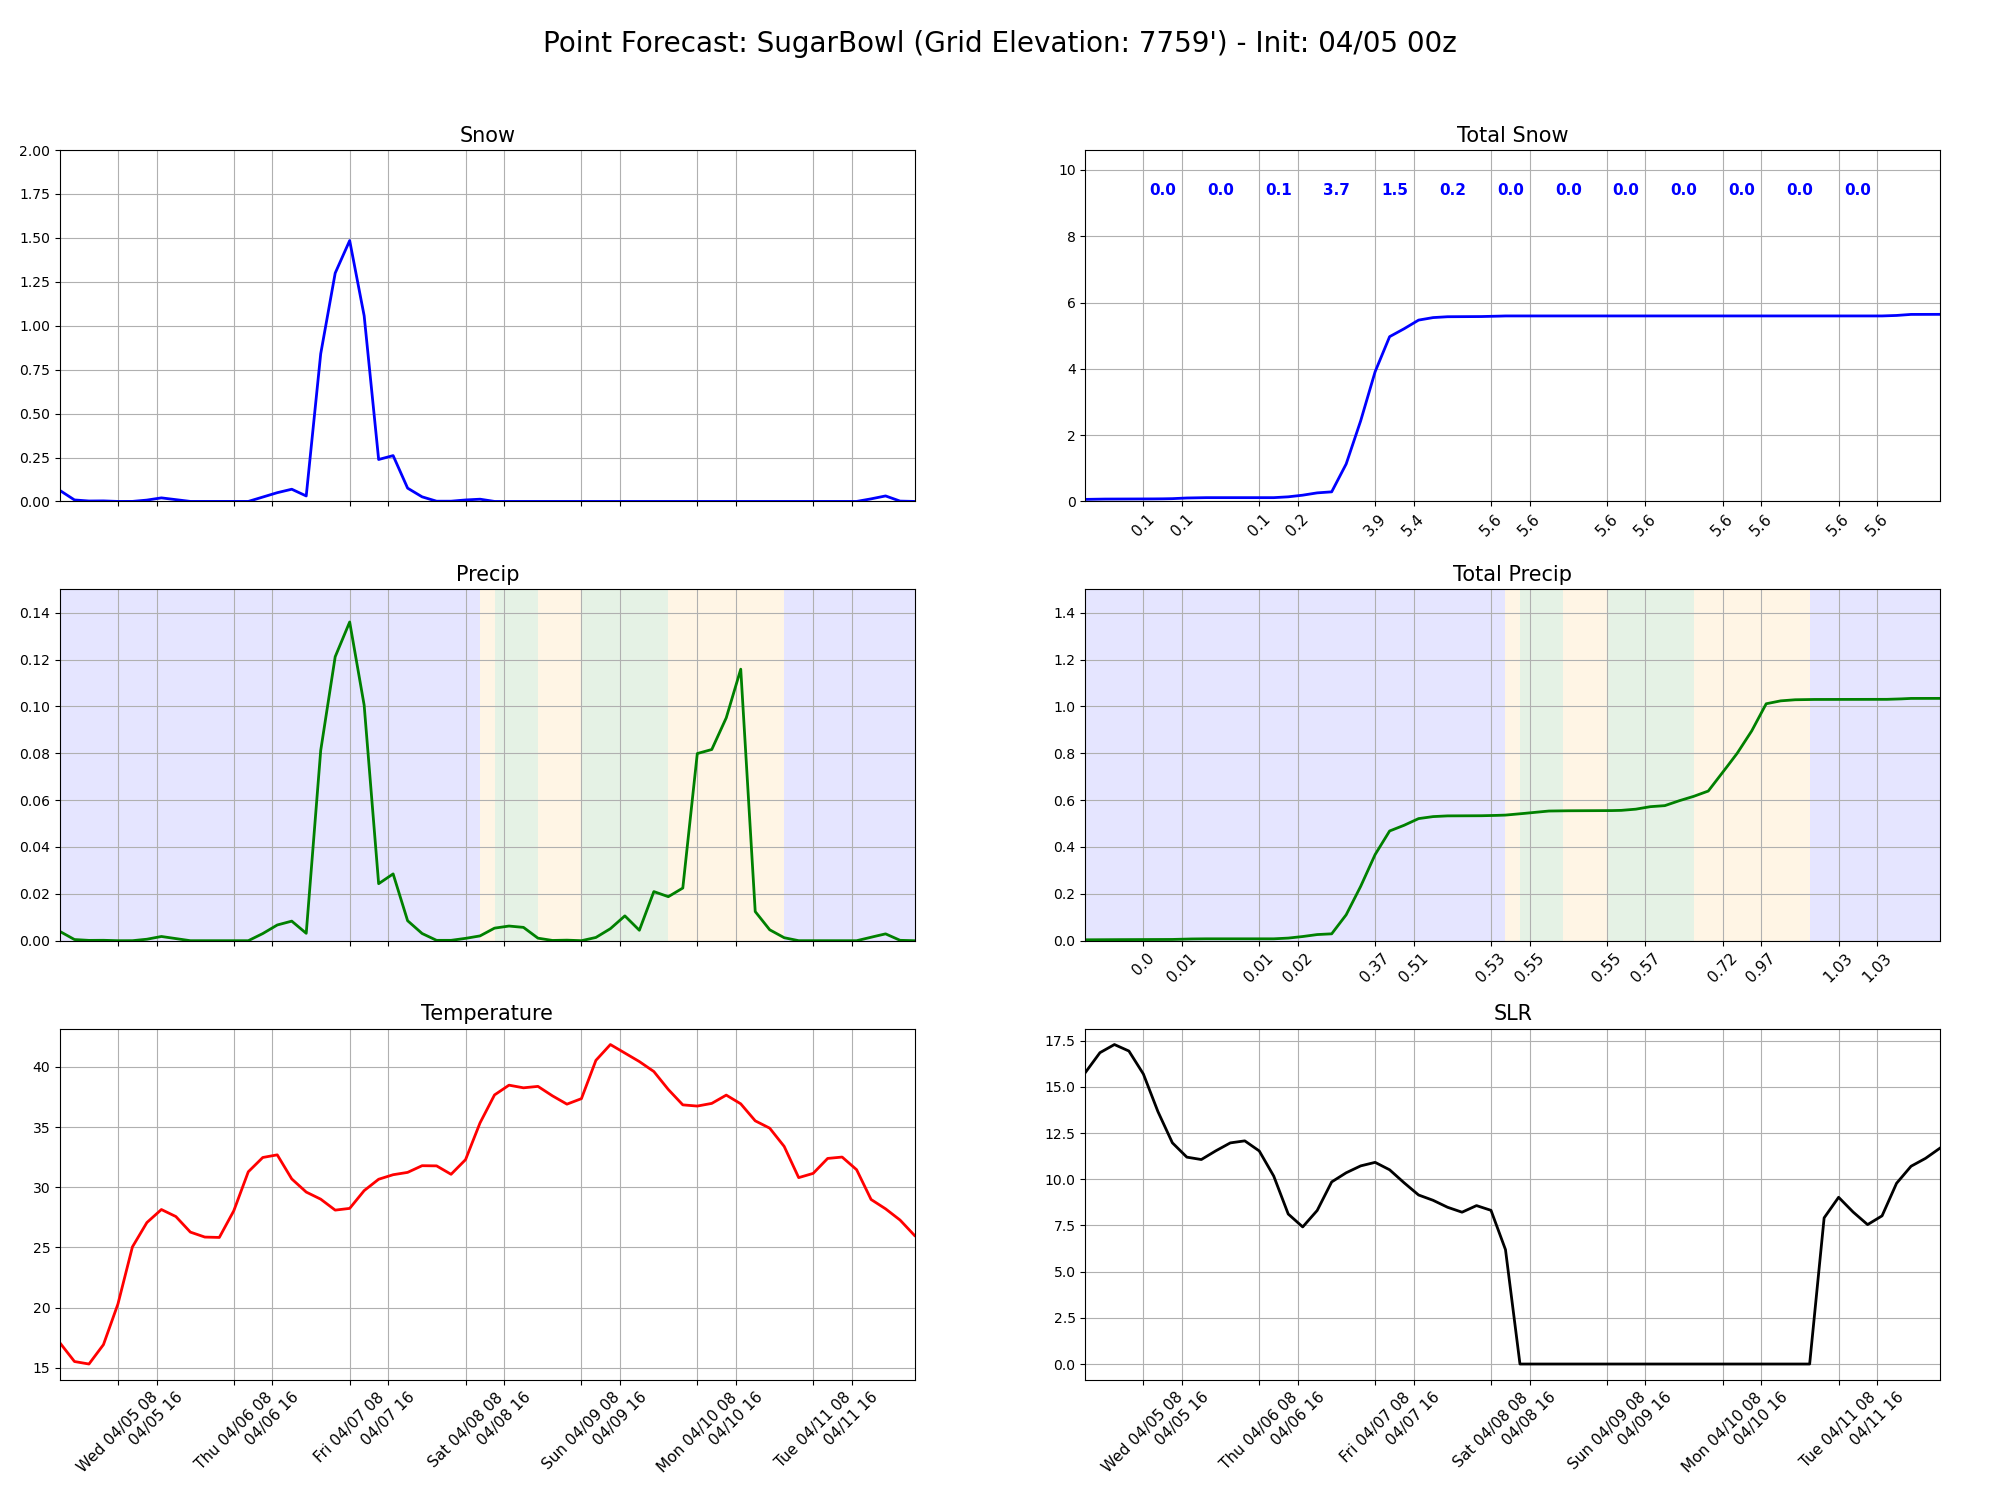 Point Forecast: SugarBowl (Grid Elevation: 7759') - Init: 04/05 00z
Snow
2.00
1.75
1.50
1.25
1.00
0.75
0.50
0.25
0.00
Total Snow
10
8
6
4
2
0
0.0 0.0 0.1 3.7 1.5 0.2 0.0 0.0 0.0 0.0 0.0 0.0 0.0
0.1 0.1 0.1 0.2 3.9 5.4 5.6 5.6 5.6 5.6 5.6 5.6 5.6 5.6
Precip
0.14
0.12
0.10
0.08
0.06
0.04
0.02
0.00
Total Precip
1.4
1.2
1.0
0.8
0.6
0.4
0.2
0.0
0.0 0.01 0.01 0.02 0.37 0.51 0.53 0.55 0.55 0.57 0.72 0.97 1.03 1.03
Temperature
40
35
30
25
20
15
Wed 04/05 08
04/05 16
Thu 04/06 08
04/06 16
Fri 04/07 08
04/07 16
Sat 04/08 08
04/08 16
Sun 04/09 08
04/09 16
Mon 04/10 08
04/10 16
Tue 04/11 08
04/11 16
SLR
17.5
15.0
12.5
10.0
7.5
5.0
2.5
0.0
Wed 04/05 08
04/05 16
Thu 04/06 08
04/06 16
Fri 04/07 08
04/07 16
Sat 04/08 08
04/08 16
Sun 04/09 08
04/09 16
Mon 04/10 08
04/10 16
Tue 04/11 08
04/11 16